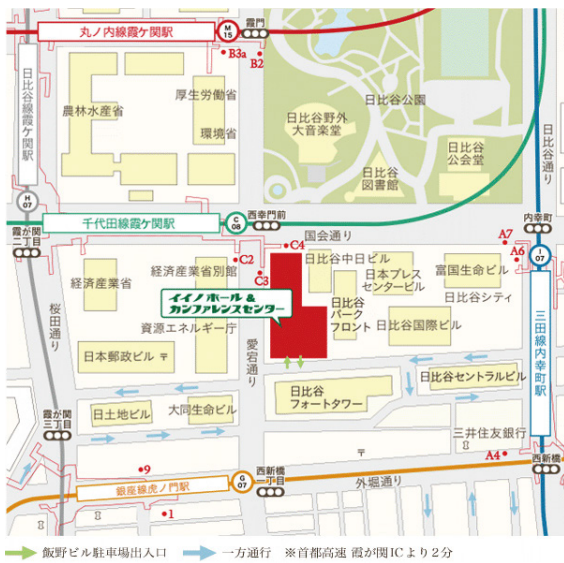 丸ノ内線霞ケ関駅
M
15
霞門
B3a
B2
日比谷線霞ケ関駅
農林水産省
厚生労働省
環境省
日比谷公園
日比谷野外
大音楽堂
日比谷
公会堂
日比谷
図書館
日比谷通り
H
07
千代田線霞ケ関駅
C
08
西幸門前
国会通り
内幸町
霞が関
二丁目
C4
A7
A6
I
07
C2
C3
経済産業省
経済産業省別館
日比谷中日ビル
日本プレス
センタービル
富国生命ビル
日比谷シティ
イイノホール&
カンファレンスセンター
日比谷
パーク
フロント
桜田通り
資源エネルギー庁
愛宕通り
日比谷国際ビル
三田線内幸町駅
日本郵政ビル 〒
日比谷セントラルビル
日比谷
フォートタワー
日土地ビル
大同生命ビル
霞が関
三丁目
三井住友銀行
〒
A4
西新橋
9
銀座線虎ノ門駅
G
07
西新橋
一丁目
外堀通り
1
飯野ビル駐車場出入口
一方通行
※首都高速 霞が関ICより2分